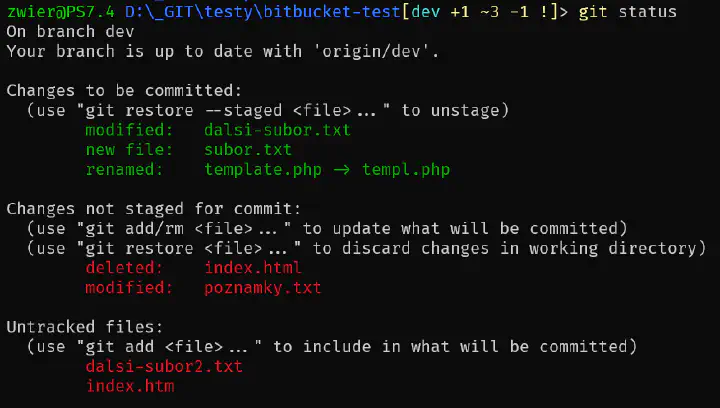 zwier@PS7.4 D:\_GIT\testy\bitbucket-test[dev +1 ~3 -1 !]> git status
On branch dev
Your branch is up to date with 'origin/dev'.
Changes to be committed:
(use "git restore --staged <file>..." to unstage)
modified: dalsi-subor.txt
new file: subor.txt
renamed: template.php -> templ.php
Changes not staged for commit:
(use "git add/rm <file>..." to update what will be committed)
(use "git restore <file>..." to discard changes in working directory)
deleted: index.html
modified: poznamky.txt
Untracked files:
(use "git add <file>..." to include in what will be committed)
dalsi-subor2.txt
index.htm